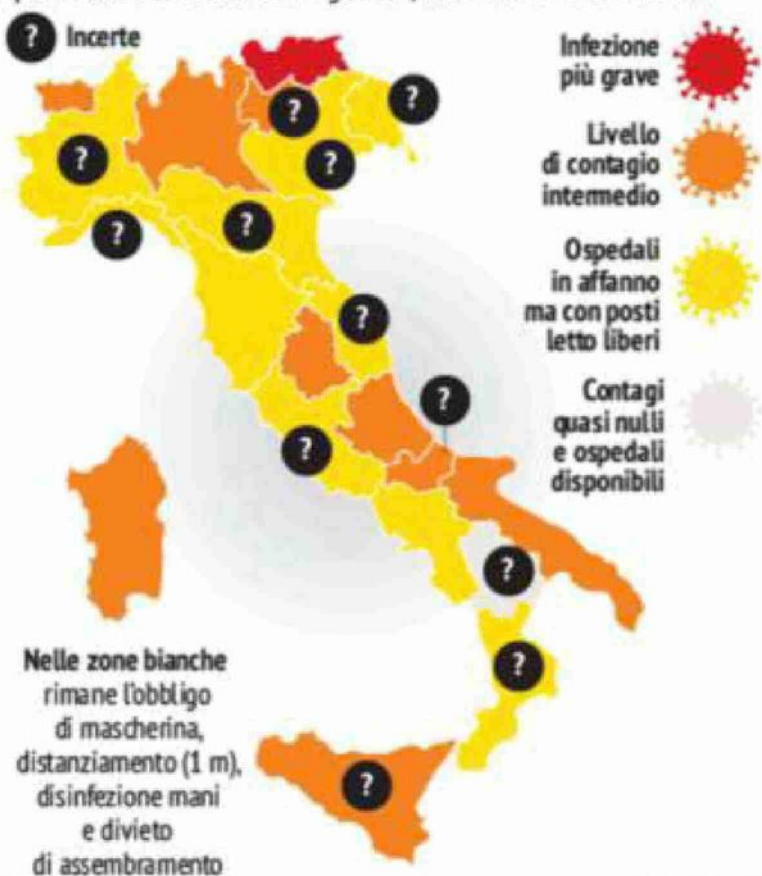 ? Incerte
Infezione
più grave
Livello
di contagio
intermedio
Ospedali
in affanno
ma con posti
letto liberi
Contagi
quasi nulli
e ospedali
disponibili
?
?
?
?
?
?
?
?
?
?
?
?
Nelle zone bianche
rimane l'obbligo
di mascherina,
distanziamento (1 m),
disinfezione mani
e divieto
di assembramento